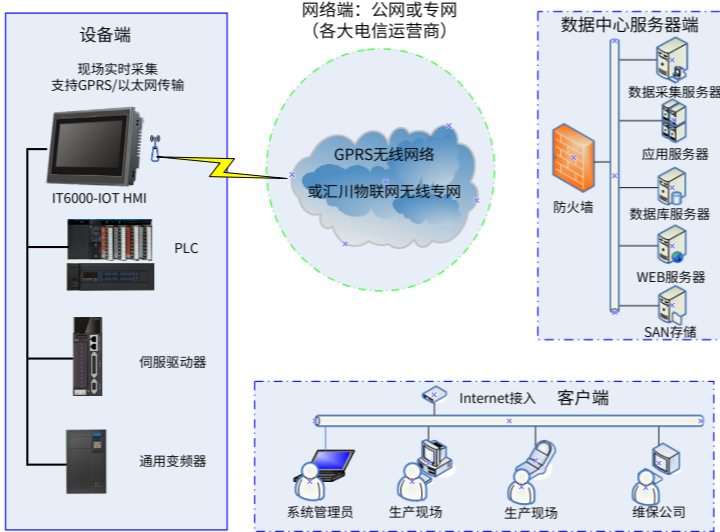 设备端
现场实时采集
支持GPRS/以太网传输
IT6000-IOT HMI
PLC
伺服驱动器
通用变频器
网络端：公网或专网
（各大电信运营商）
GPRS无线网络
或汇川物联网无线专网
数据中心服务器端
数据采集服务器
应用服务器
防火墙
数据库服务器
WEB服务器
SAN存储
Internet接入
客户端
系统管理员
生产现场
生产现场
维保公司